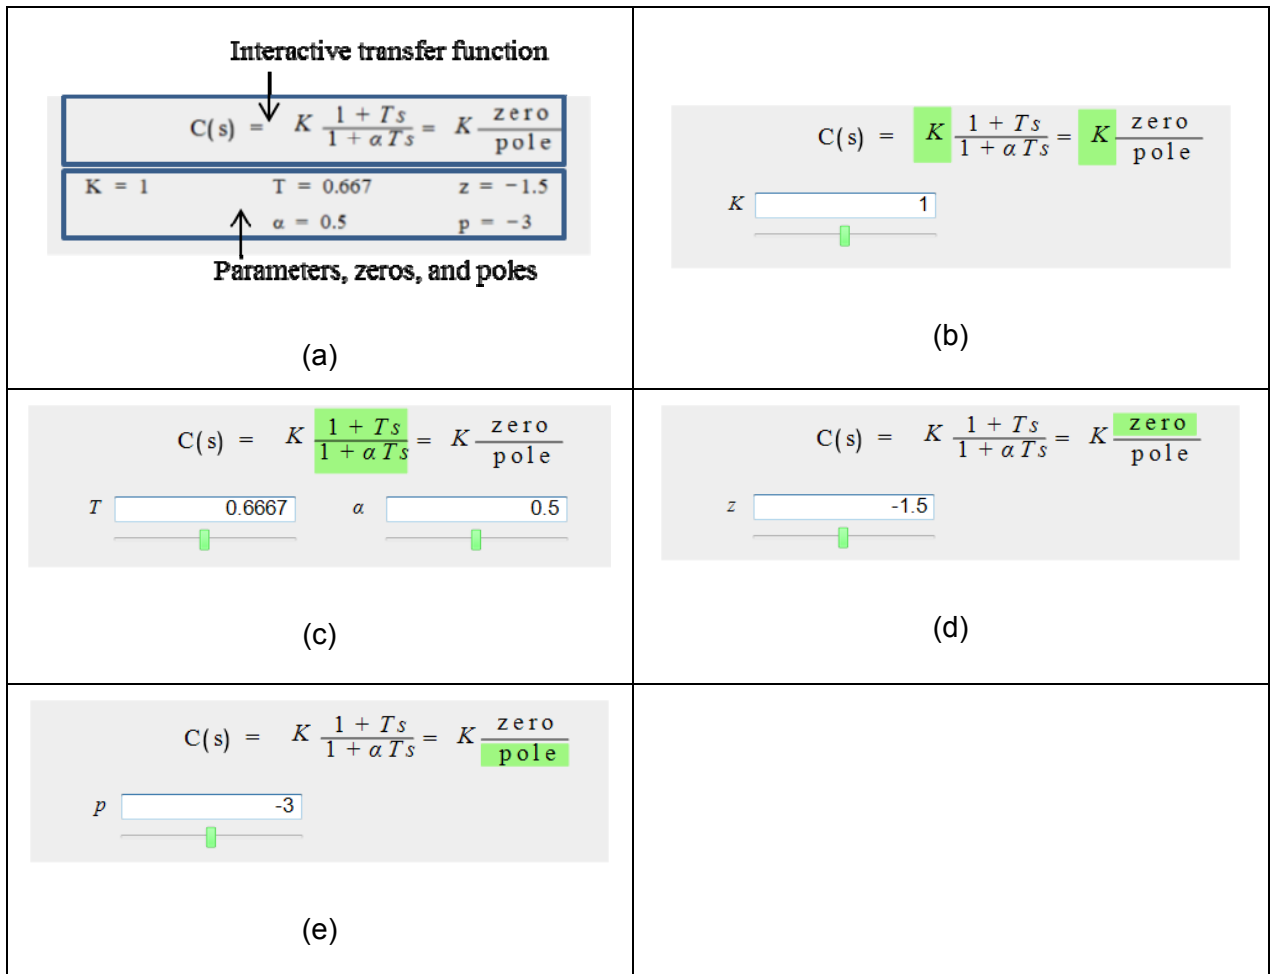 Interactive transfer function
C(s) = K 1 + Ts / 1 + αTs = K zero / pole
K = 1 T = 0.667 z = −1.5
α = 0.5 p = −3
Parameters, zeros, and poles
(a)
C(s) = K 1 + Ts / 1 + αTs = K zero / pole
K 1
(b)
C(s) = K 1 + Ts / 1 + αTs = K zero / pole
T 0.6667 α 0.5
(c)
C(s) = K 1 + Ts / 1 + αTs = K zero / pole
z -1.5
(d)
C(s) = K 1 + Ts / 1 + αTs = K zero / pole
p -3
(e)